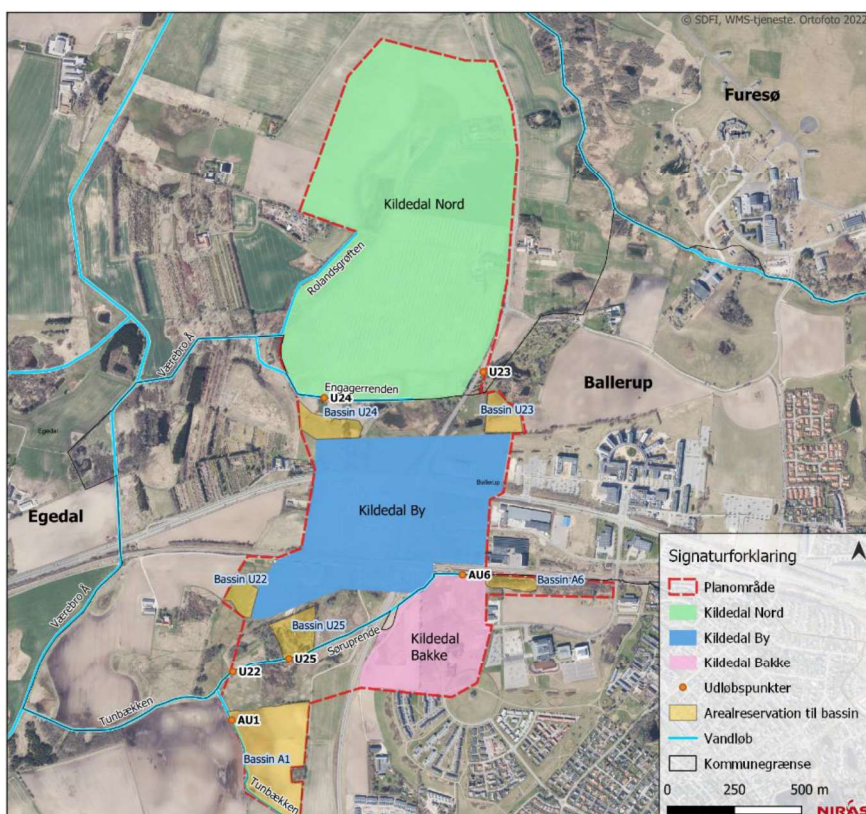 © SDFI, WMS-tjeneste. Ortofoto 2022
Furesø
Kildedal Nord
Rolandsgrøften
Værebro Å
Engagerrenden
U23
U24
Ballerup
Bassin U24
Bassin U23
Egedal
Ballerup
Kildedal By
Egedal
Bassin U22
AU6
Bassin A6
Bassin U25
Værebro Å
Søruprende
Kildedal
Bakke
U25
U22
Tunbækken
AU1
Bassin A1
Tunbækken
Signaturforklaring
Planområde
Kildedal Nord
Kildedal By
Kildedal Bakke
Udløbspunkter
Arealreservation til bassin
Vandløb
Kommunegrænse
0 250 500 m
NIRAS